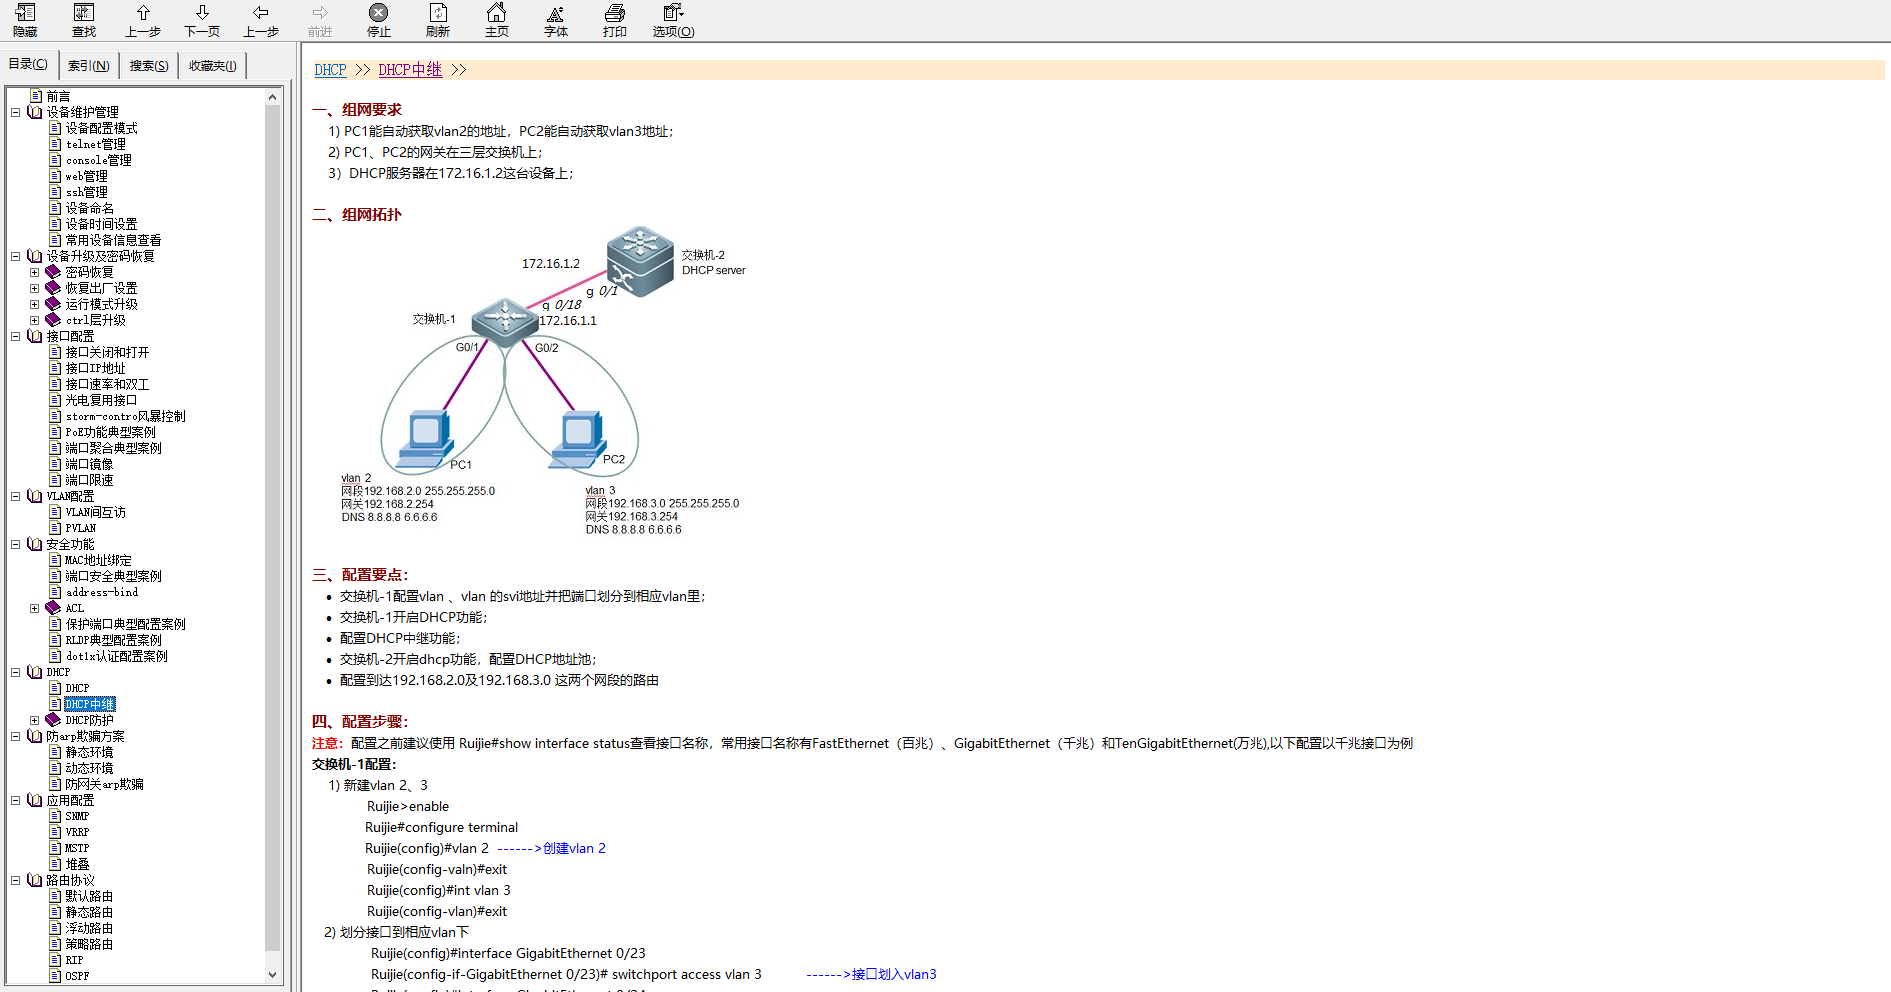 隐藏
查找
上一步
下一页
上一步
前进
停止
刷新
主页
字体
打印
选项(O)
目录(C)
索引(N)
搜索(S)
收藏夹(I)
前言
设备维护管理
设备配置模式
telnet管理
console管理
web管理
ssh管理
设备命名
设备时间设置
常用设备信息查看
设备升级及密码恢复
密码恢复
恢复出厂设置
运行模式升级
ctrl层升级
接口配置
接口关闭和打开
接口IP地址
接口速率和双工
光电复用接口
storm-contro风暴控制
PoE功能典型案例
端口聚合典型案例
端口镜像
端口限速
VLAN配置
VLAN间互访
PVLAN
安全功能
MAC地址绑定
端口安全典型案例
address-bind
ACL
保护端口典型配置案例
RLDP典型配置案例
dot1x认证配置案例
DHCP
DHCP
DHCP中继
DHCP防护
防arp欺骗方案
静态环境
动态环境
防网关arp欺骗
应用配置
SNMP
VRRP
MSTP
堆叠
路由协议
默认路由
静态路由
浮动路由
策略路由
RIP
OSPF
DHCP >> DHCP中继 >>
一、组网要求
1) PC1能自动获取vlan2的地址，PC2能自动获取vlan3地址；
2) PC1、PC2的网关在三层交换机上；
3）DHCP服务器在172.16.1.2这台设备上；
二、组网拓扑
交换机-2
DHCP server
172.16.1.2
g 0/1
g 0/18
172.16.1.1
交换机-1
G0/1
G0/2
PC1
PC2
vlan 2
网段192.168.2.0 255.255.255.0
网关192.168.2.254
DNS 8.8.8.8 6.6.6.6
vlan 3
网段192.168.3.0 255.255.255.0
网关192.168.3.254
DNS 8.8.8.8 6.6.6.6
三、配置要点：
• 交换机-1配置vlan 、vlan 的svi地址并把端口划分到相应vlan里；
• 交换机-1开启DHCP功能；
• 配置DHCP中继功能；
• 交换机-2开启dhcp功能，配置DHCP地址池；
• 配置到达192.168.2.0及192.168.3.0 这两个网段的路由
四、配置步骤：
注意：配置之前建议使用 Ruijie#show interface status查看接口名称，常用接口名称有FastEthernet（百兆）、GigabitEthernet（千兆）和TenGigabitEthernet(万兆),以下配置以千兆接口为例
交换机-1配置：
1) 新建vlan 2、3
Ruijie>enable
Ruijie#configure terminal
Ruijie(config)#vlan 2 ------>创建vlan 2
Ruijie(config-valn)#exit
Ruijie(config)#int vlan 3
Ruijie(config-vlan)#exit
2) 划分接口到相应vlan下
Ruijie(config)#interface GigabitEthernet 0/23
Ruijie(config-if-GigabitEthernet 0/23)# switchport access vlan 3 ------>接口划入vlan3